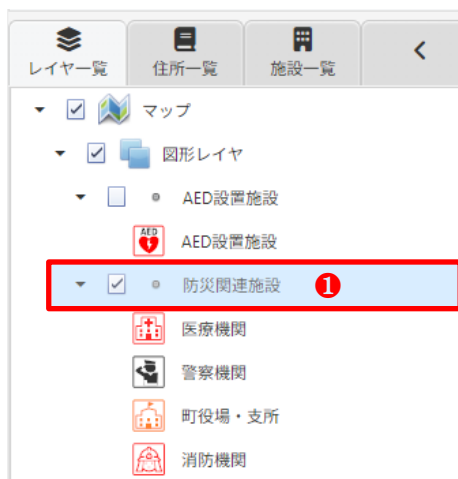 レイヤ一覧 住所一覧 施設一覧 <
マップ
図形レイヤ
AED設置施設
AED
AED設置施設
防災関連施設 ❶
医療機関
警察機関
町役場・支所
消防機関